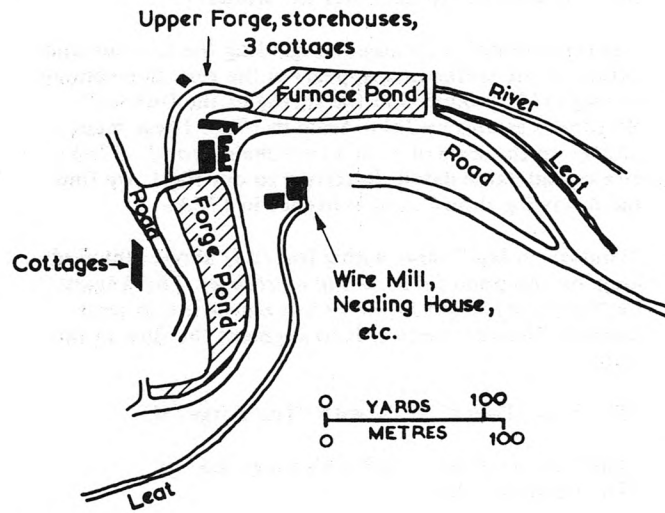 Upper Forge, storehouses,
3 cottages
Furnace Pond
River
Leat
Road
Road
Forge Pond
Cottages
Wire Mill,
Nealing House,
etc.
0 YARDS 100
0 METRES 100
Leat